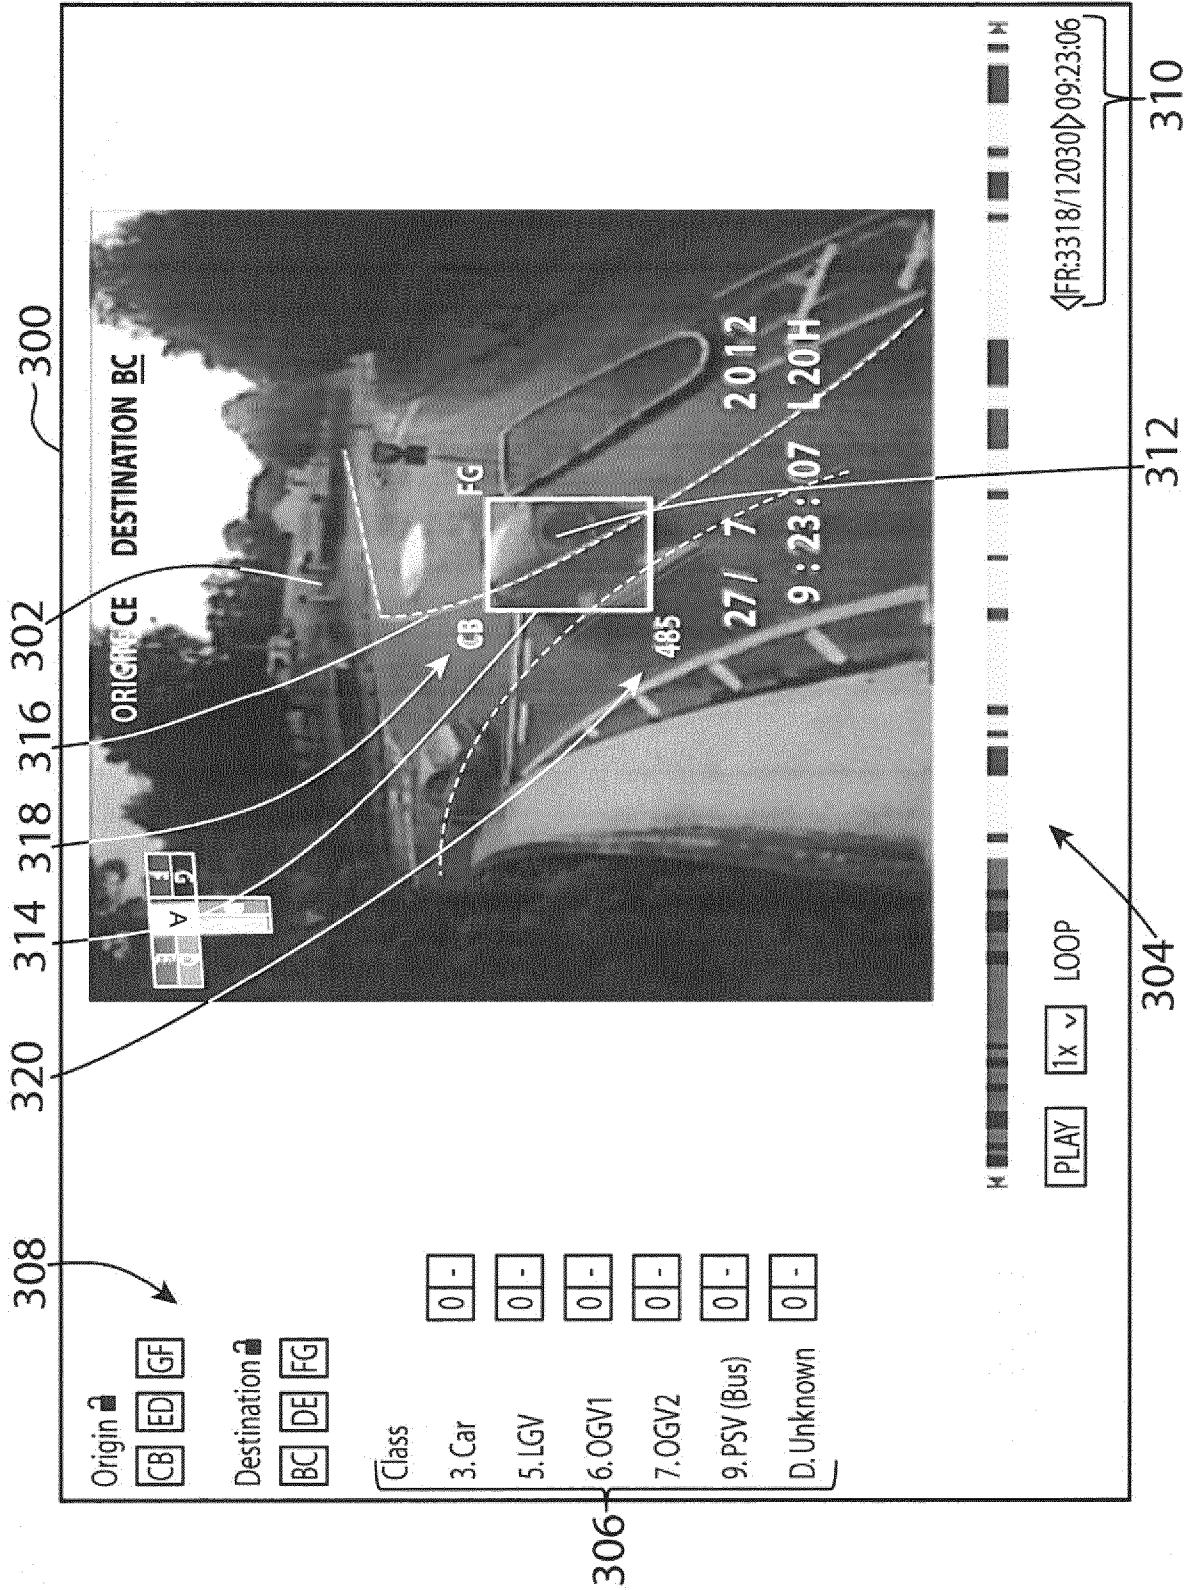 308 320 314 318 316 302 300
Origin
CB ED GF
Destination
BC DE FG
Class
3. Car 0 -
5. LGV 0 -
6. OGV1 0 -
7. OGV2 0 -
9. PSV (Bus) 0 -
D. Unknown 0 -
306
ORIGIN CE DESTINATION BC
F
A G
CB FG
485
27/ 7 2012
9:23:07 L20H
PLAY 1x LOOP
FR:3318/12030 09:23:06
304 312 310